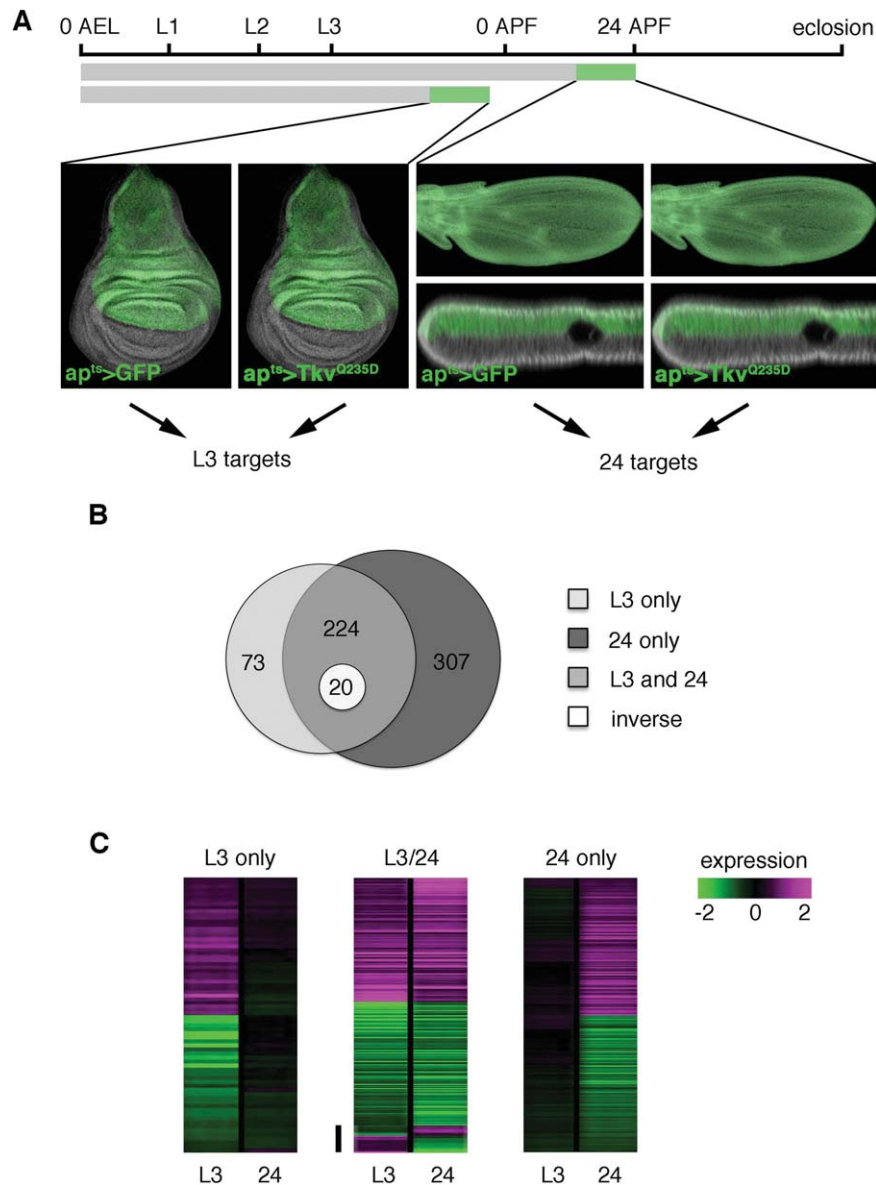 A
0 AEL L1 L2 L3 0 APF 24 APF eclosion
ap^ts>GFP ap^ts>Tkv^Q235D ap^ts>GFP ap^ts>Tkv^Q235D
L3 targets 24 targets
B
73 224 20 307
L3 only
24 only
L3 and 24
inverse
C
L3 only L3/24 24 only expression
-2 0 2
L3 24 L3 24 L3 24